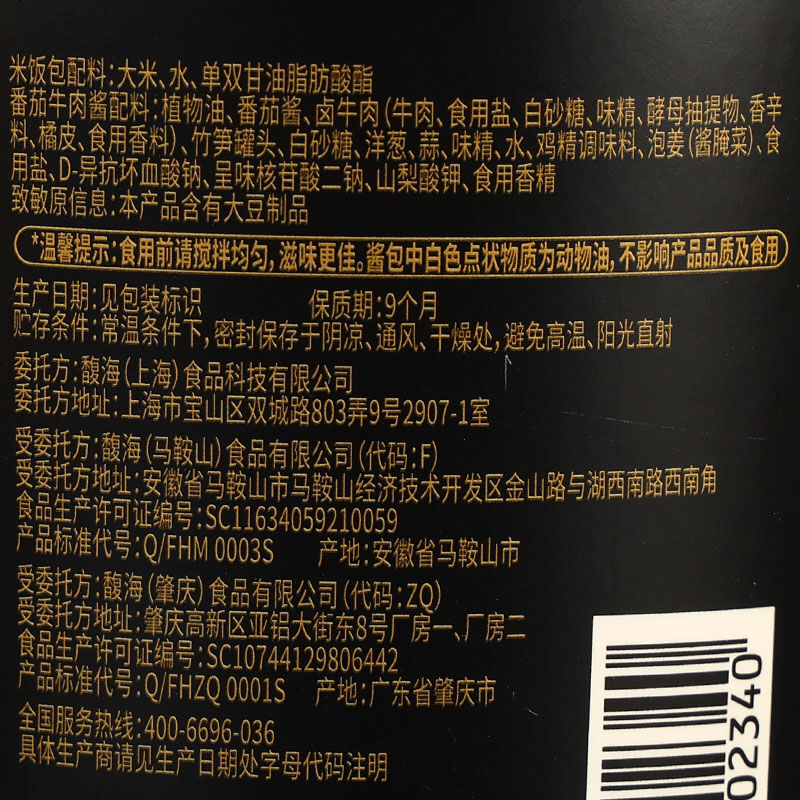 米饭包配料:大米、水、单双甘油脂肪酸酯
番茄牛肉酱配料:植物油、番茄酱、卤牛肉(牛肉、食用盐、白砂糖、味精、酵母抽提物、香辛
料、橘皮、食用香料)、竹笋罐头、白砂糖、洋葱、蒜、味精、水、鸡精调味料、泡姜(酱腌菜)、食
用盐、D-异抗坏血酸钠、呈味核苷酸二钠、山梨酸钾、食用香精
致敏原信息:本产品含有大豆制品
*温馨提示:食用前请搅拌均匀,滋味更佳。酱包中白色点状物质为动物油,不影响产品品质及食用
生产日期:见包装标识 保质期:9个月
贮存条件:常温条件下,密封保存于阴凉、通风、干燥处,避免高温、阳光直射
委托方:馥海(上海)食品科技有限公司
委托方地址:上海市宝山区双城路803弄9号2907-1室
受委托方:馥海(马鞍山)食品有限公司(代码:F)
受委托方地址:安徽省马鞍山市马鞍山经济技术开发区金山路与湖西南路西南角
食品生产许可证编号:SC11634059210059
产品标准代号:Q/FHM 0003S 产地:安徽省马鞍山市
受委托方:馥海(肇庆)食品有限公司(代码:ZQ)
受委托方地址:肇庆高新区亚铝大街东8号厂房一、厂房二
食品生产许可证编号:SC10744129806442
产品标准代号:Q/FHZQ 0001S 产地:广东省肇庆市
全国服务热线:400-6696-036
具体生产商请见生产日期处字母代码注明
02340